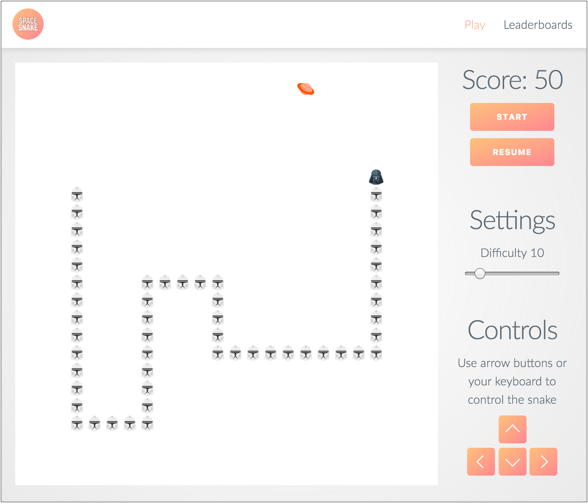 SPACE
SNAKE
Play
Leaderboards
Score: 50
START
RESUME
Settings
Difficulty 10
Controls
Use arrow buttons or
your keyboard to
control the snake